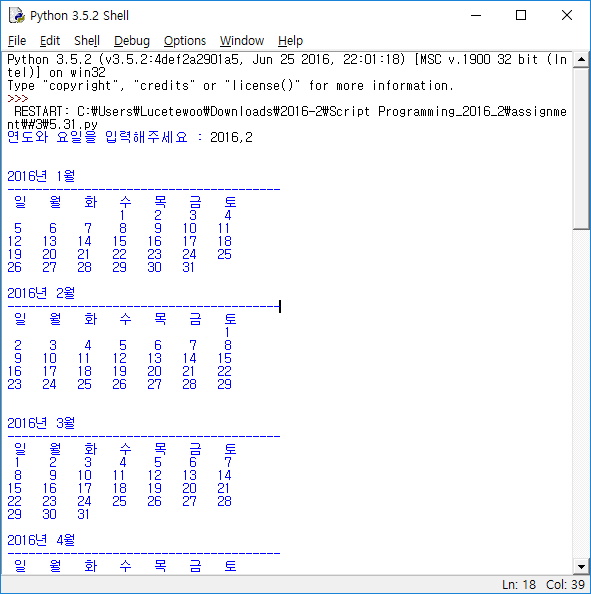 Python 3.5.2 Shell
File Edit Shell Debug Options Window Help
Python 3.5.2 (v3.5.2:4def2a2901a5, Jun 25 2016, 22:01:18) [MSC v.1900 32 bit (In
tel)] on win32
Type "copyright", "credits" or "license()" for more information.
>>>
RESTART: C:₩Users₩Lucetewoo₩Downloads₩2016-2₩Script Programming_2016_2₩assignme
nt₩#3₩5.31.py
연도와 요일을 입력해주세요 : 2016,2
2016년 1월
----------------------------------------
일 월 화 수 목 금 토
1 2 3 4
5 6 7 8 9 10 11
12 13 14 15 16 17 18
19 20 21 22 23 24 25
26 27 28 29 30 31
2016년 2월
----------------------------------------
일 월 화 수 목 금 토
1
2 3 4 5 6 7 8
9 10 11 12 13 14 15
16 17 18 19 20 21 22
23 24 25 26 27 28 29
2016년 3월
----------------------------------------
일 월 화 수 목 금 토
1 2 3 4 5 6 7
8 9 10 11 12 13 14
15 16 17 18 19 20 21
22 23 24 25 26 27 28
29 30 31
2016년 4월
----------------------------------------
일 월 화 수 목 금 토
Ln: 18 Col: 39